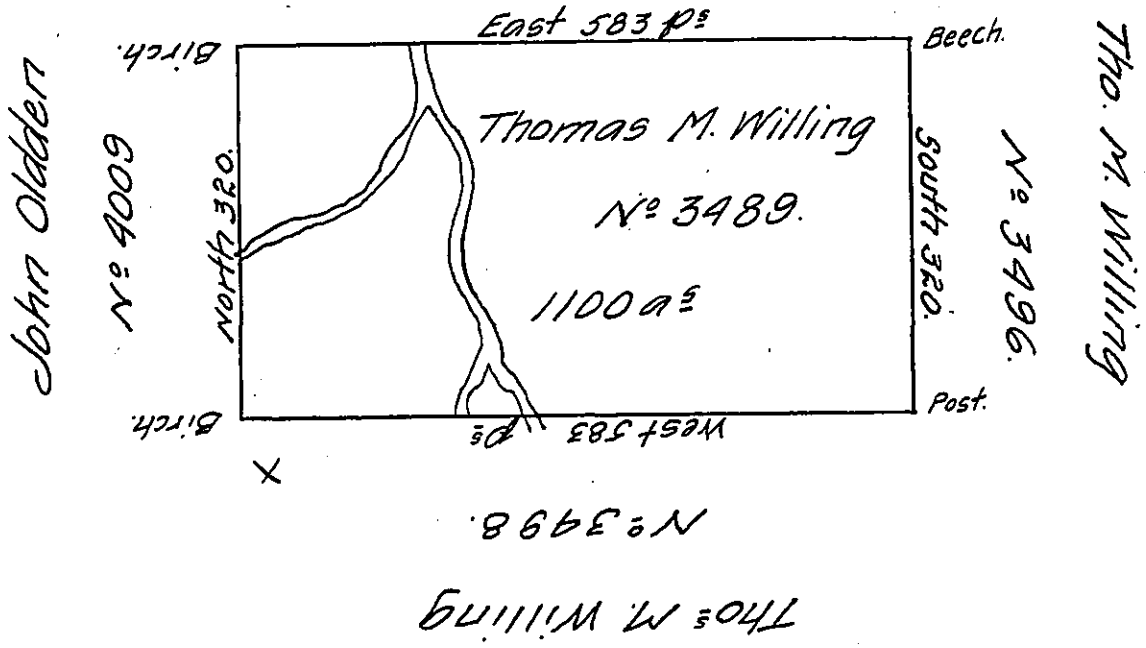 East 583 pˢ
Birch.
Beech.
Thomas M. Willing
Nº 3489.
1100 aˢ
North 320.
South 320.
John Oldden
Nº 4009
Nº 3496.
Tho. M. Willing
Birch.
Post.
West 583 pˢ
X
Nº 3498.
Thoˢ M. Willing